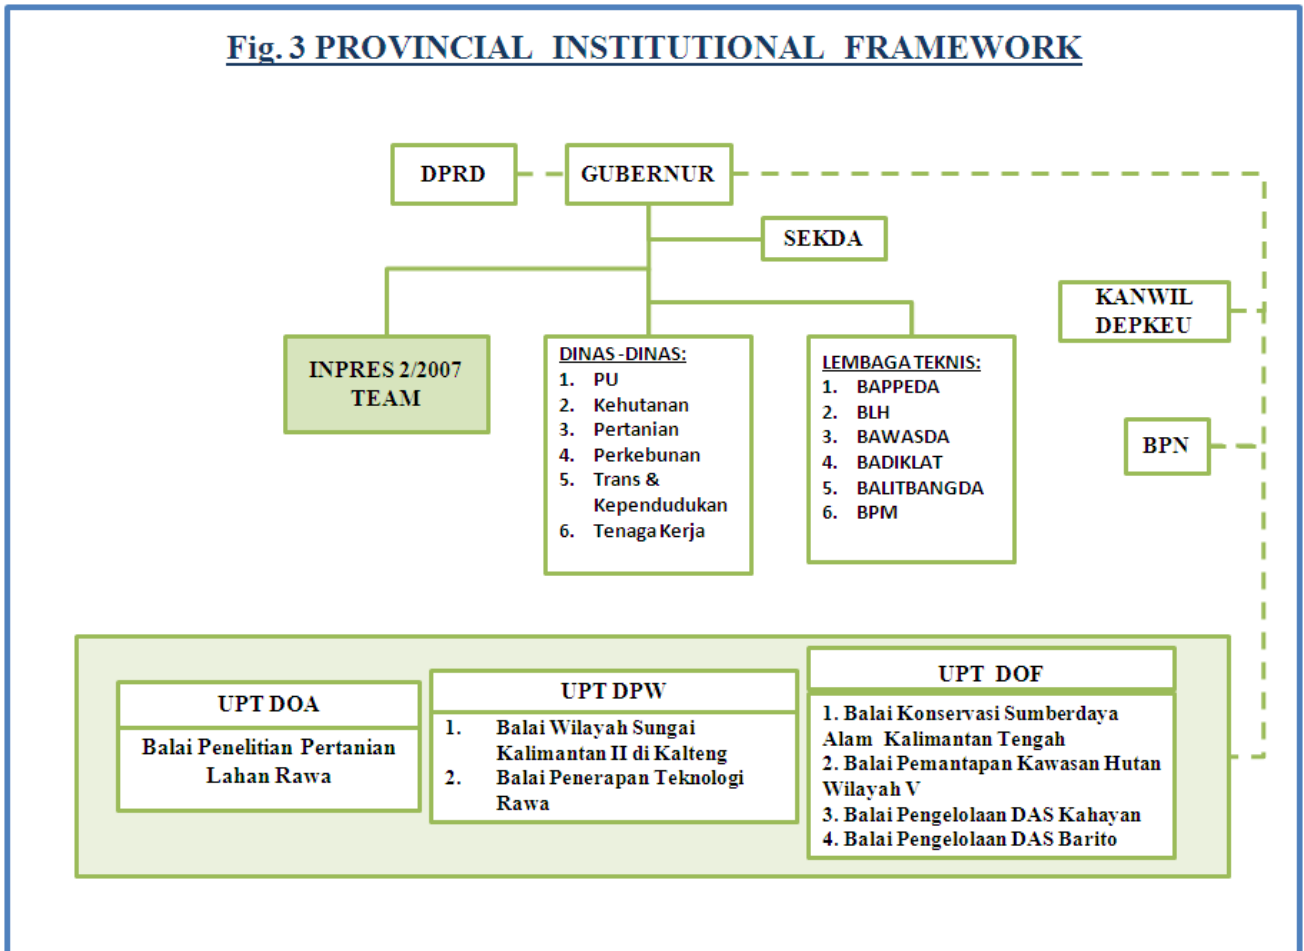 Fig. 3 PROVINCIAL INSTITUTIONAL FRAMEWORK
DPRD
GUBERNUR
SEKDA
KANWIL
DEPKEU
BPN
INPRES 2/2007
TEAM
DINAS -DINAS:
1. PU
2. Kehutanan
3. Pertanian
4. Perkebunan
5. Trans &
Kependudukan
6. Tenaga Kerja
LEMBAGA TEKNIS:
1. BAPPEDA
2. BLH
3. BAWASDA
4. BADIKLAT
5. BALITBANGDA
6. BPM
UPT DOA
Balai Penelitian Pertanian
Lahan Rawa
UPT DPW
1. Balai Wilayah Sungai
Kalimantan II di Kalteng
2. Balai Penerapan Teknologi
Rawa
UPT DOF
1. Balai Konservasi Sumberdaya
Alam Kalimantan Tengah
2. Balai Pemantapan Kawasan Hutan
Wilayah V
3. Balai Pengelolaan DAS Kahayan
4. Balai Pengelolaan DAS Barito